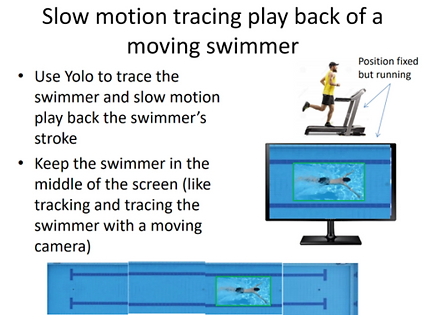 Slow motion tracing play back of a
moving swimmer
• Use Yolo to trace the
swimmer and slow motion
play back the swimmer's
stroke
• Keep the swimmer in the
middle of the screen (like
tracking and tracing the
swimmer with a moving
camera)
Position fixed
but running